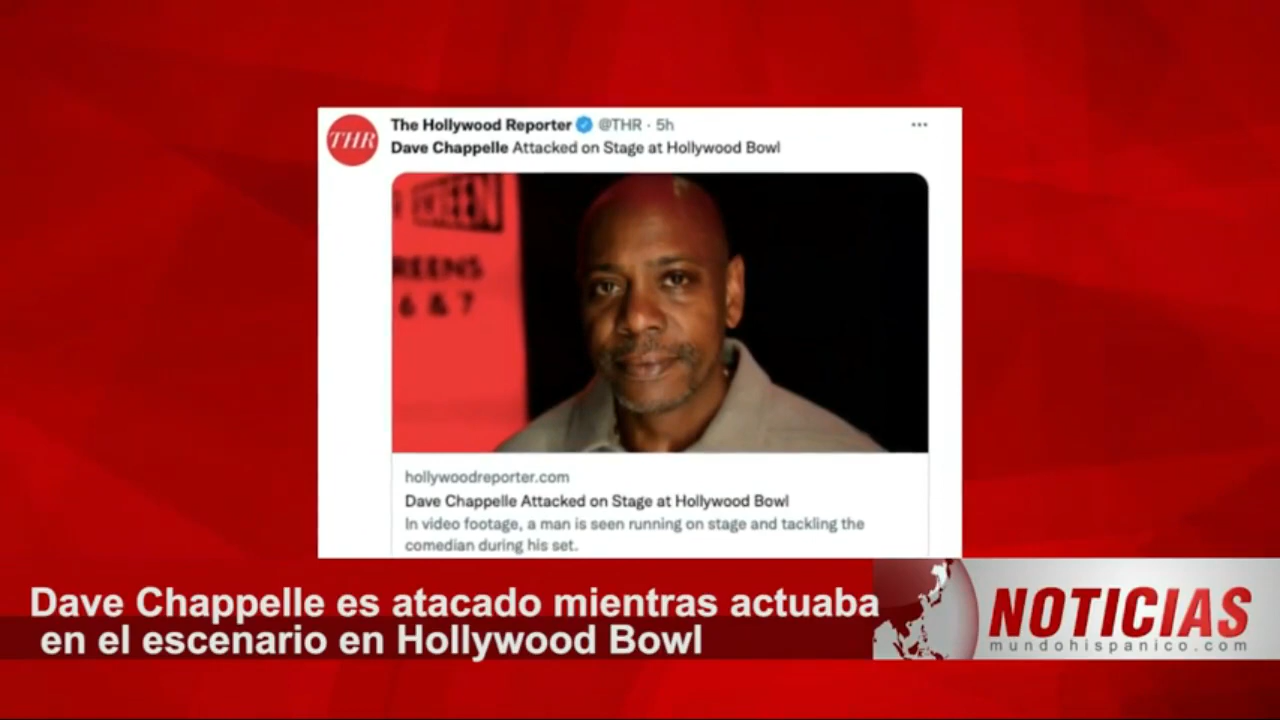 THR
The Hollywood Reporter @THR · 5h
Dave Chappelle Attacked on Stage at Hollywood Bowl
REENS
6 & 7
hollywoodreporter.com
Dave Chappelle Attacked on Stage at Hollywood Bowl
In video footage, a man is seen running on stage and tackling the
comedian during his set.
Dave Chappelle es atacado mientras actuaba
en el escenario en Hollywood Bowl
NOTICIAS
mundohispanico.com